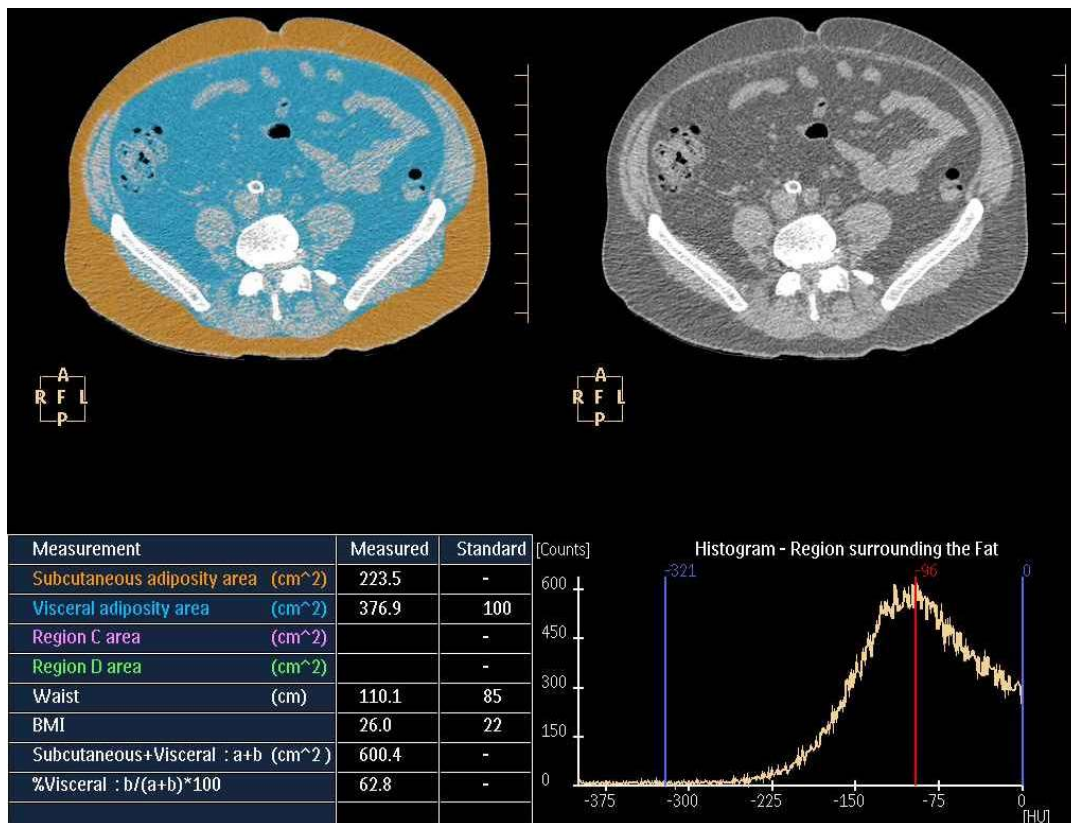 A
R F L
P
A
R F L
P
Measurement Measured Standard
Subcutaneous adiposity area (cm^2) 223.5 -
Visceral adiposity area (cm^2) 376.9 100
Region C area (cm^2) -
Region D area (cm^2) -
Waist (cm) 110.1 85
BMI 26.0 22
Subcutaneous+Visceral : a+b (cm^2) 600.4 -
%Visceral : b/(a+b)*100 62.8 -
[Counts] Histogram - Region surrounding the Fat
-321 -96 0
600
450
300
150
0
-375 -300 -225 -150 -75 0
[HU]